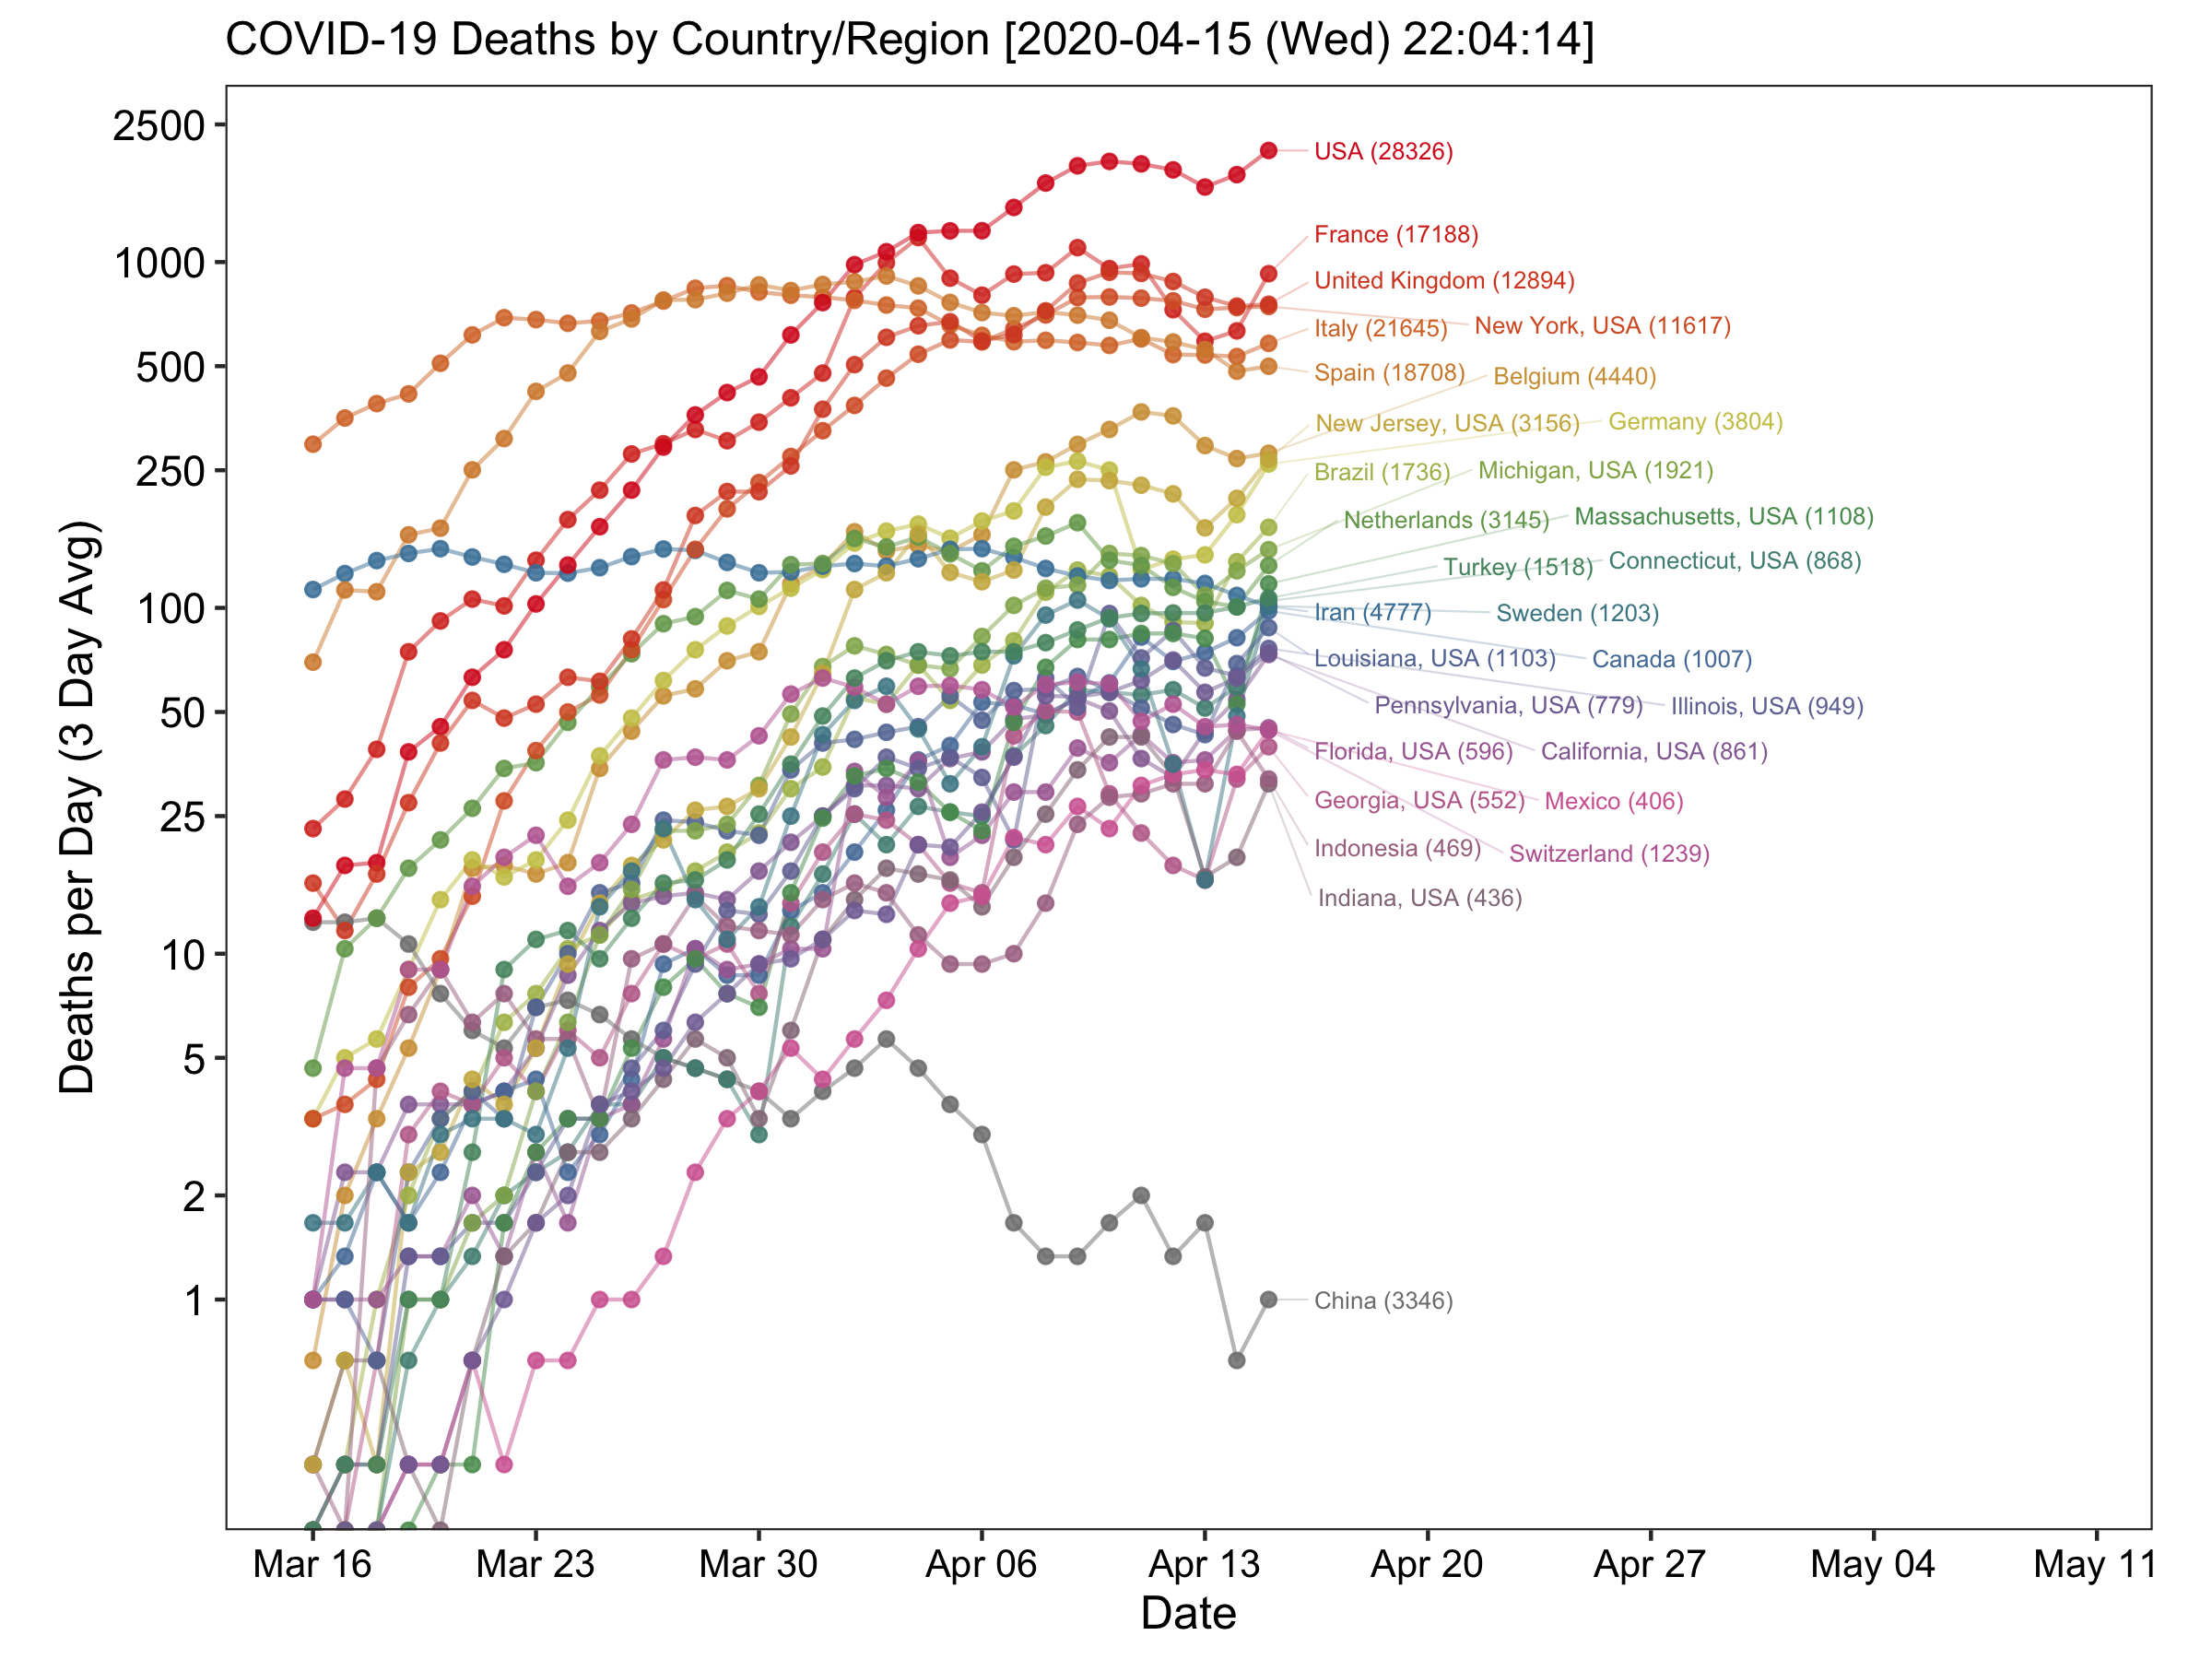 COVID-19 Deaths by Country/Region [2020-04-15 (Wed) 22:04:14]
Deaths per Day (3 Day Avg)
2500
1000
500
250
100
50
25
10
5
2
1
USA (28326)
France (17188)
United Kingdom (12894)
New York, USA (11617)
Italy (21645)
Spain (18708)
Belgium (4440)
New Jersey, USA (3156)
Germany (3804)
Brazil (1736)
Michigan, USA (1921)
Netherlands (3145)
Massachusetts, USA (1108)
Turkey (1518)
Connecticut, USA (868)
Iran (4777)
Sweden (1203)
Louisiana, USA (1103)
Canada (1007)
Pennsylvania, USA (779)
Illinois, USA (949)
Florida, USA (596)
California, USA (861)
Georgia, USA (552)
Mexico (406)
Indonesia (469)
Switzerland (1239)
Indiana, USA (436)
China (3346)
Mar 16
Mar 23
Mar 30
Apr 06
Apr 13
Apr 20
Apr 27
May 04
May 11
Date